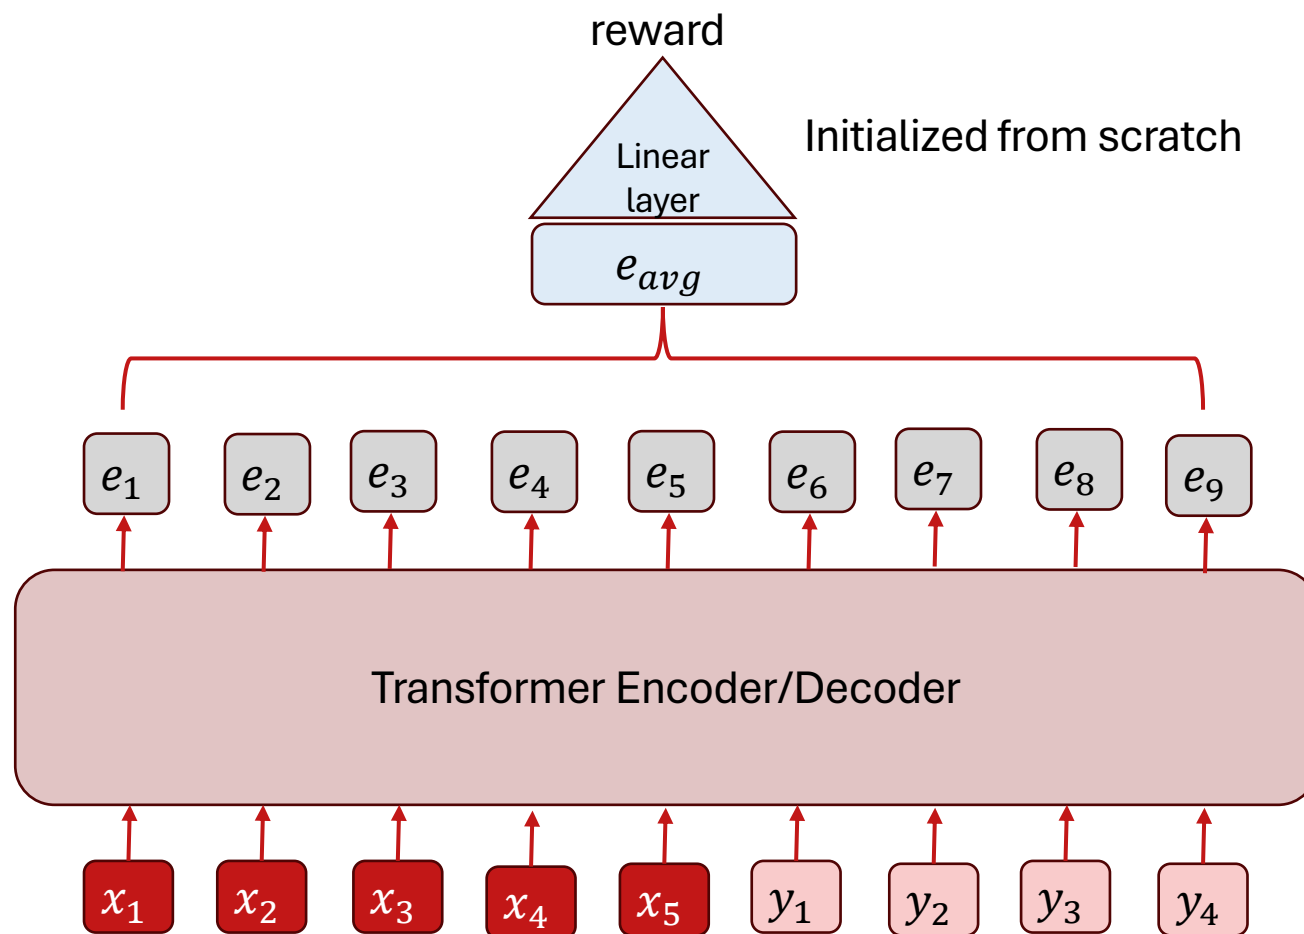 reward
Initialized from scratch
Linear
layer
e_avg
e_1 e_2 e_3 e_4 e_5 e_6 e_7 e_8 e_9
Transformer Encoder/Decoder
x_1 x_2 x_3 x_4 x_5 y_1 y_2 y_3 y_4